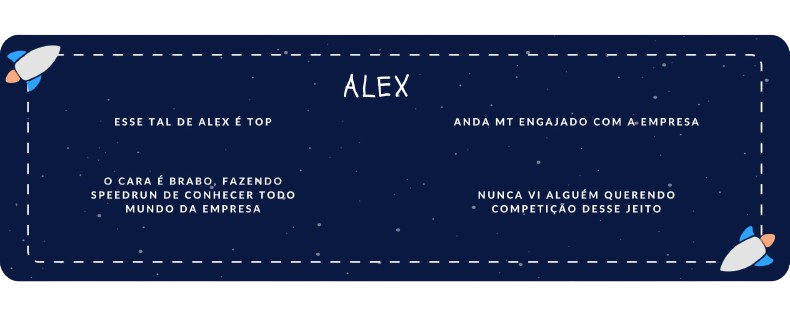 ALEX
ESSE TAL DE ALEX É TOP
ANDA MT ENGAJADO COM A EMPRESA
O CARA É BRABO, FAZENDO
SPEEDRUN DE CONHECER TODO
MUNDO DA EMPRESA
NUNCA VI ALGUÉM QUERENDO
COMPETIÇÃO DESSE JEITO